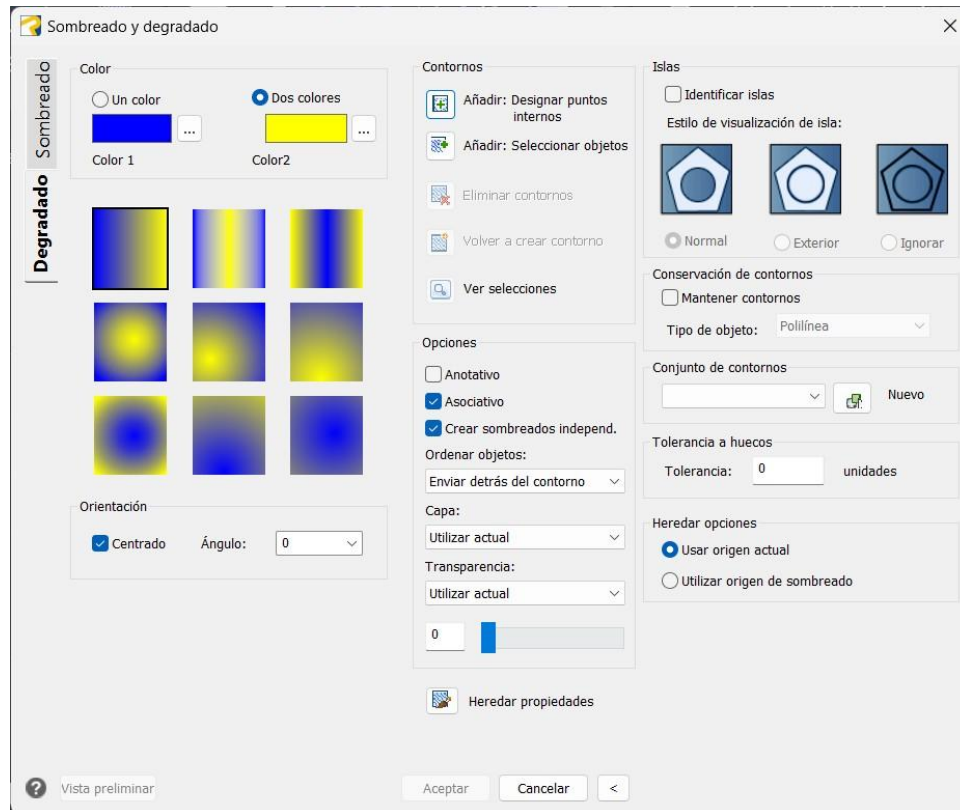 Sombreado y degradado
Sombreado
Degradado
Color
Un color
Dos colores
...
...
Color 1
Color2
Orientación
Centrado
Ángulo:
0
Contornos
Añadir: Designar puntos
internos
Añadir: Seleccionar objetos
Eliminar contornos
Volver a crear contorno
Ver selecciones
Opciones
Anotativo
Asociativo
Crear sombreados independ.
Ordenar objetos:
Enviar detrás del contorno
Capa:
Utilizar actual
Transparencia:
Utilizar actual
0
Heredar propiedades
Islas
Identificar islas
Estilo de visualización de isla:
Normal
Exterior
Ignorar
Conservación de contornos
Mantener contornos
Tipo de objeto:
Polilínea
Conjunto de contornos
Nuevo
Tolerancia a huecos
Tolerancia:
0
unidades
Heredar opciones
Usar origen actual
Utilizar origen de sombreado
?
Vista preliminar
Aceptar
Cancelar
<